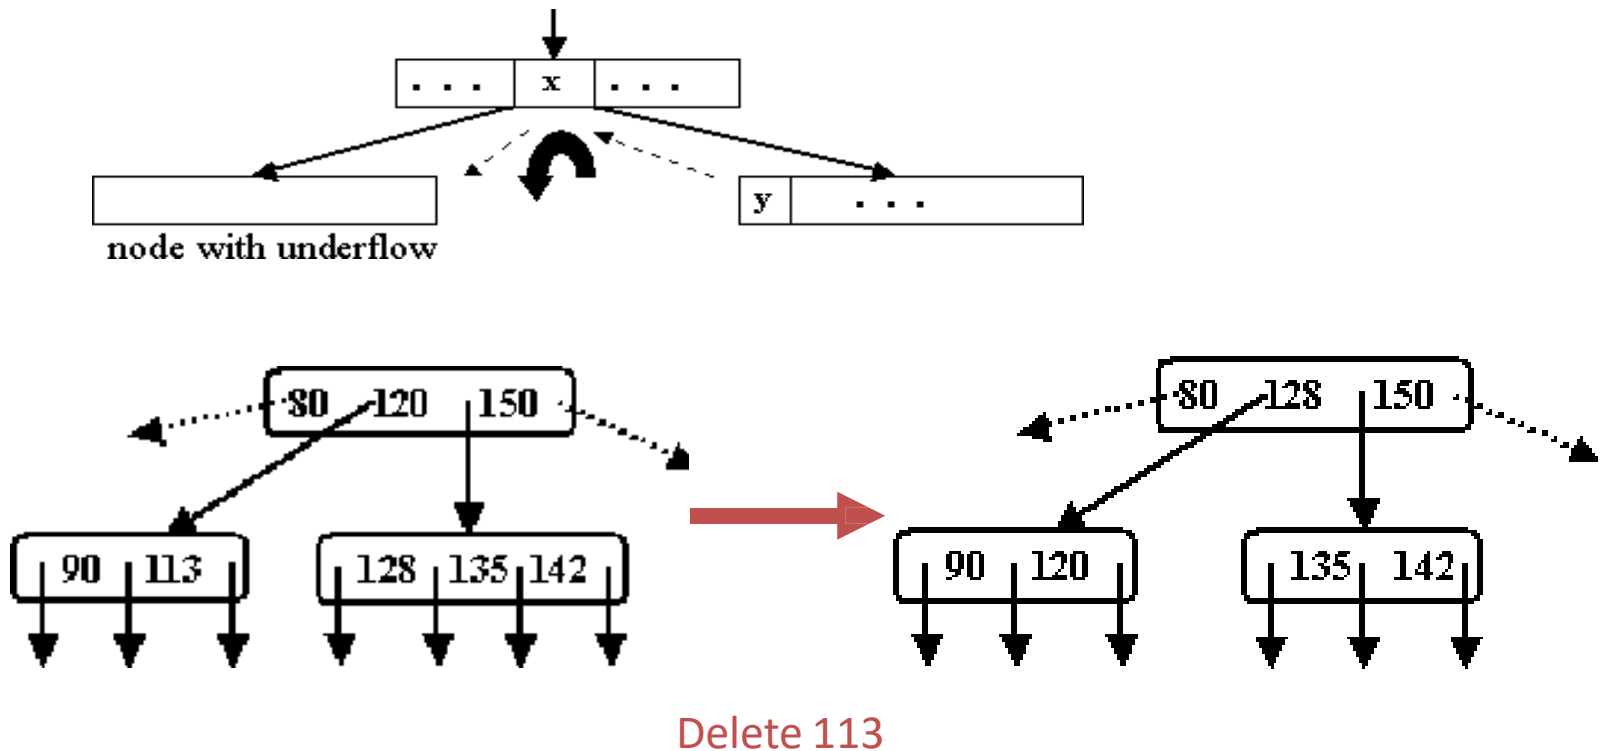 . . . x . . .
y . . .
node with underflow
80 120 150
80 128 150
90 113
128 135 142
90 120
135 142
Delete 113